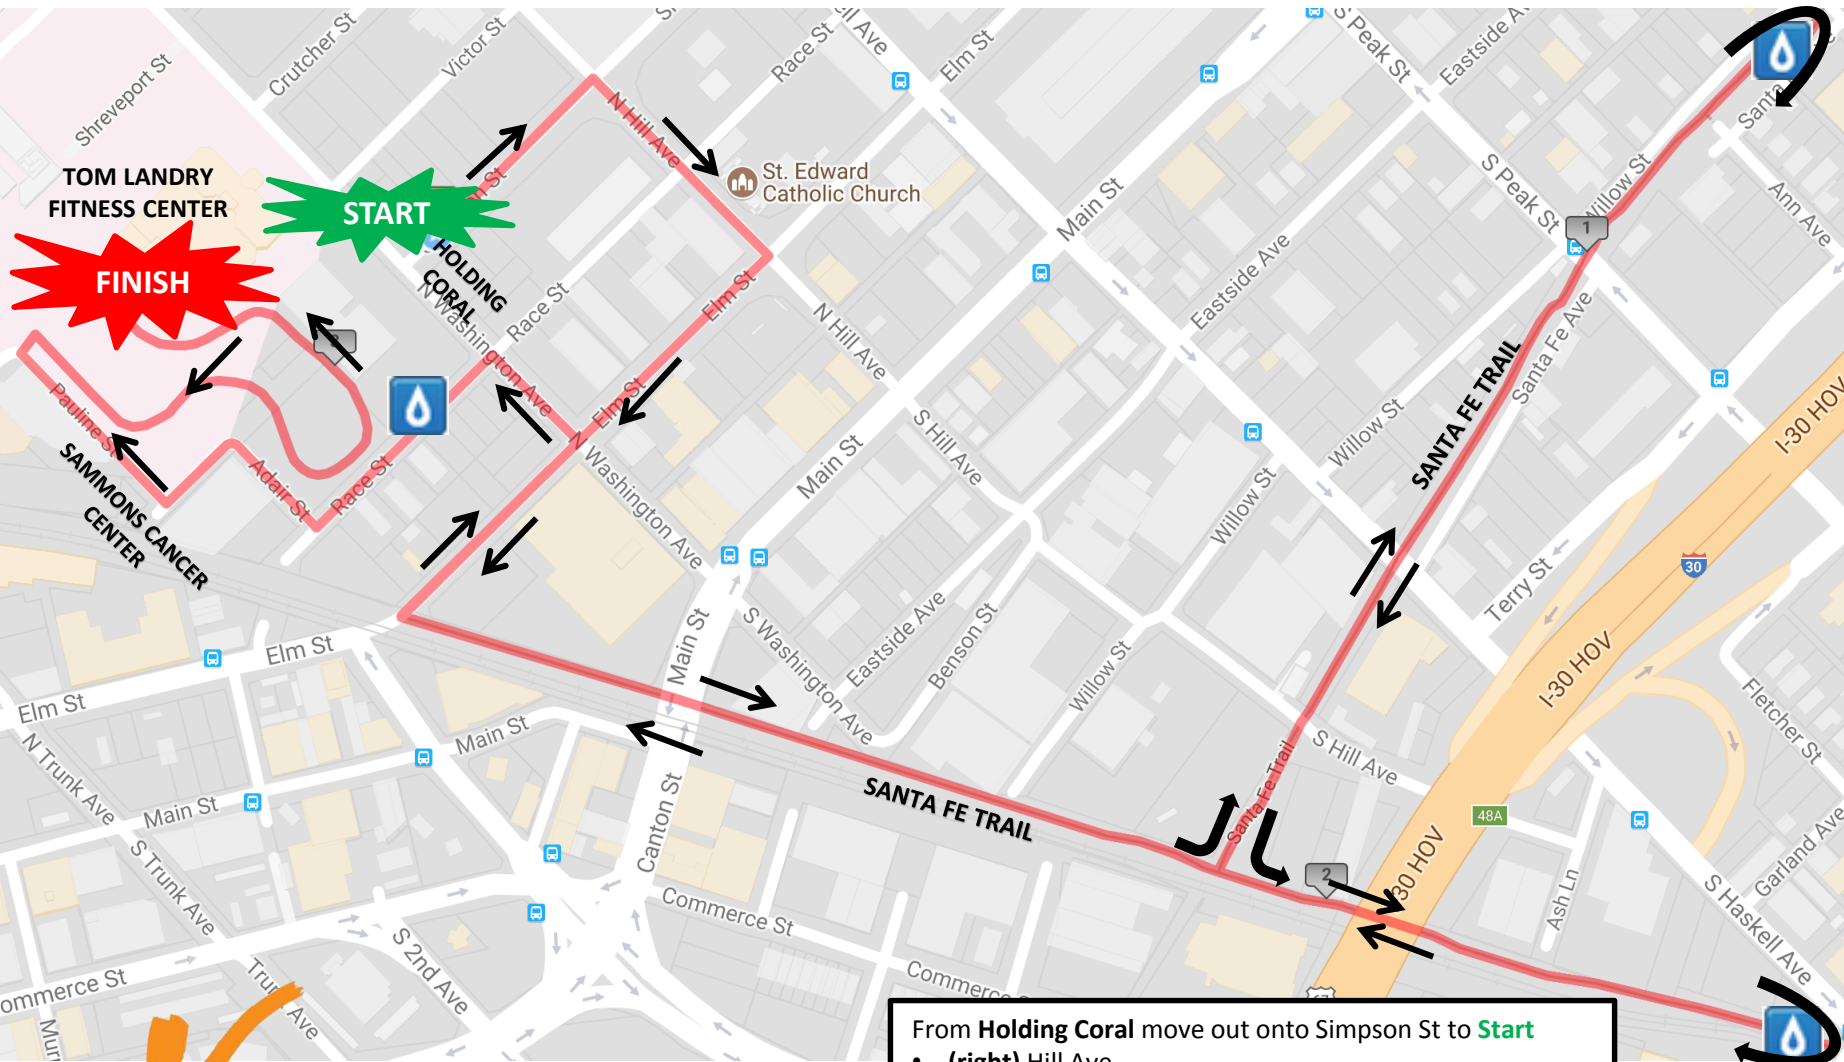 Crutcher St
Victor St
Race St
Elm St
S Peak St
Shreveport St
TOM LANDRY
FITNESS CENTER
START
FINISH
HOLDING
CORAL
N Hill Ave
St. Edward
Catholic Church
Main St
S Peak St
Willow St
1
Ann Ave
Eastside Ave
N Washington Ave
Race St
Elm St
N Hill Ave
Santa Fe Ave
SANTA FE TRAIL
I-30 HOV
Pauline St
Adair St
Race St
SAMMONS CANCER
CENTER
Elm St
N Washington Ave
Main St
S Hill Ave
Willow St
Willow St
30
Terry St
Elm St
Elm St
Main St
S Washington Ave
Eastside Ave
Benson St
Willow St
I-30 HOV
Fletcher St
N Trunk Ave
Main St
Main St
SANTA FE TRAIL
Santa Fe Trail
S Hill Ave
48A
S Trunk Ave
Canton St
Commerce St
2
30 HOV
Ash Ln
Garland Ave
S Haskell Ave
S 2nd Ave
From Holding Coral move out onto Simpson St to Start
• (right) Hill Ave